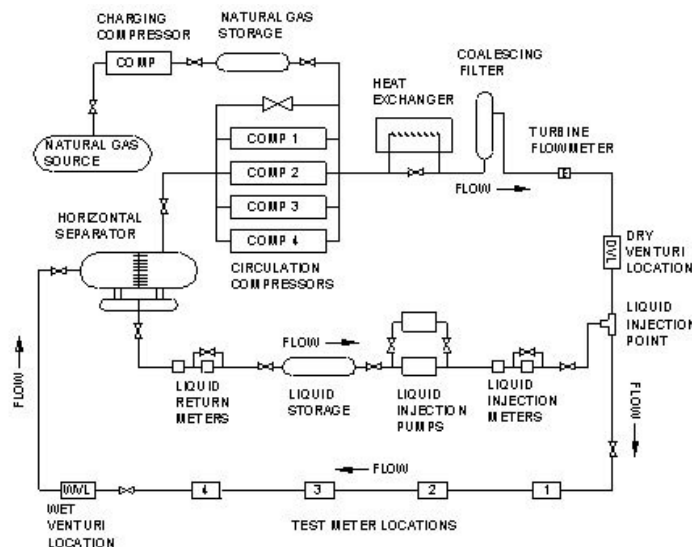 CHARGING
COMPRESSOR
NATURAL GAS
STORAGE
COMP
NATURAL GAS
SOURCE
COMP 1
COMP 2
COMP 3
COMP 4
CIRCULATION
COMPRESSORS
HEAT
EXCHANGER
COALESCING
FILTER
FLOW
TURBINE
FLOWMETER
DVL
DRY
VENTURI
LOCATION
LIQUID
INJECTION
POINT
HORIZONTAL
SEPARATOR
FLOW
LIQUID
RETURN
METERS
LIQUID
STORAGE
LIQUID
INJECTION
PUMPS
LIQUID
INJECTION
METERS
FLOW
FLOW
FLOW
WVL
4
3
2
1
WET
VENTURI
LOCATION
TEST METER LOCATIONS